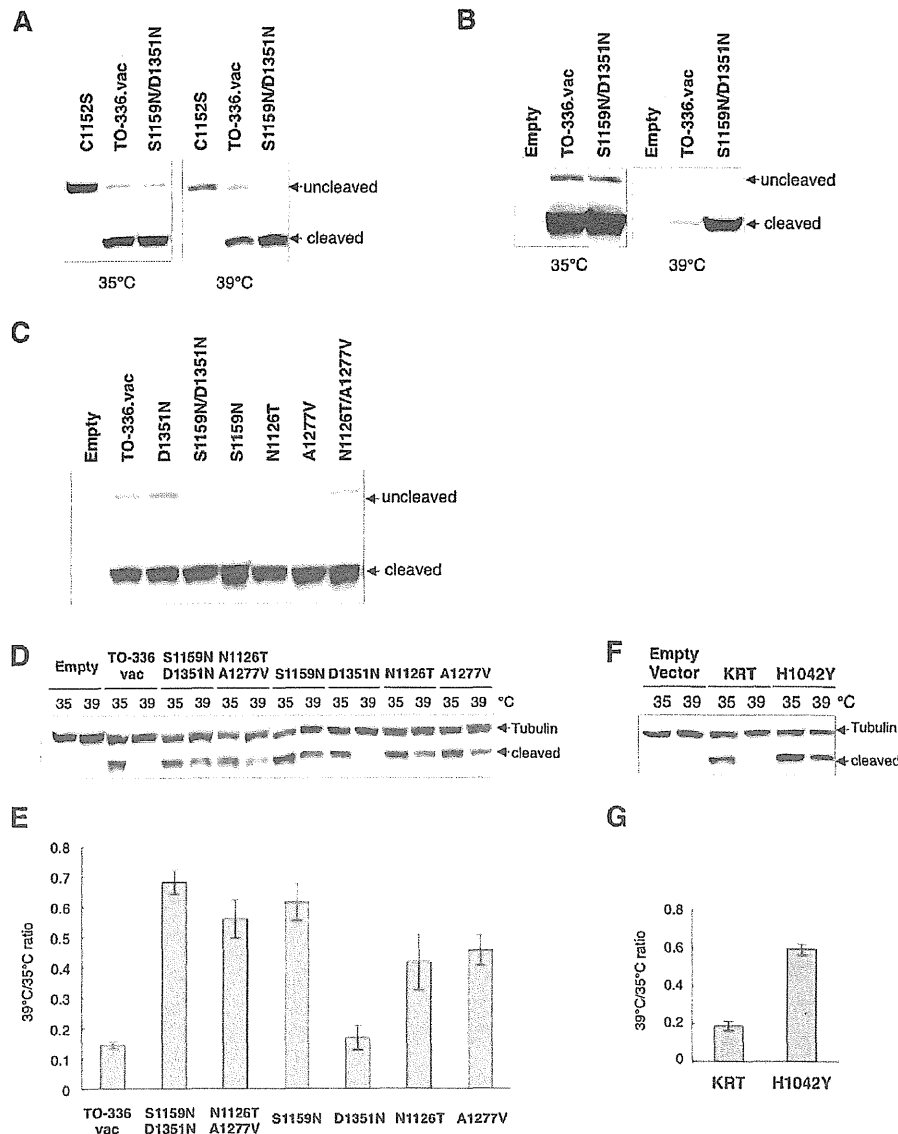 A
C1152S
TO-336.vac
S1159N/D1351N
C1152S
TO-336.vac
S1159N/D1351N
uncleaved
cleaved
35°C
39°C
B
Empty
TO-336.vac
S1159N/D1351N
Empty
TO-336.vac
S1159N/D1351N
uncleaved
cleaved
35°C
39°C
C
Empty
TO-336.vac
D1351N
S1159N/D1351N
S1159N
N1126T
A1277V
N1126T/A1277V
uncleaved
cleaved
D
Empty
TO-336
vac
S1159N
D1351N
N1126T
A1277V
S1159N
D1351N
N1126T
A1277V
35 39 35 39 35 39 35 39 35 39 35 39 35 39 35 39 °C
Tubulin
cleaved
F
Empty
Vector
KRT
H1042Y
35 39 35 39 35 39 °C
Tubulin
cleaved
E
39°C/35°C ratio
0.8
0.7
0.6
0.5
0.4
0.3
0.2
0.1
0
TO-336
vac
S1159N
D1351N
N1126T
A1277V
S1159N
D1351N
N1126T
A1277V
G
39°C/35°C ratio
0.8
0.6
0.4
0.2
0
KRT
H1042Y